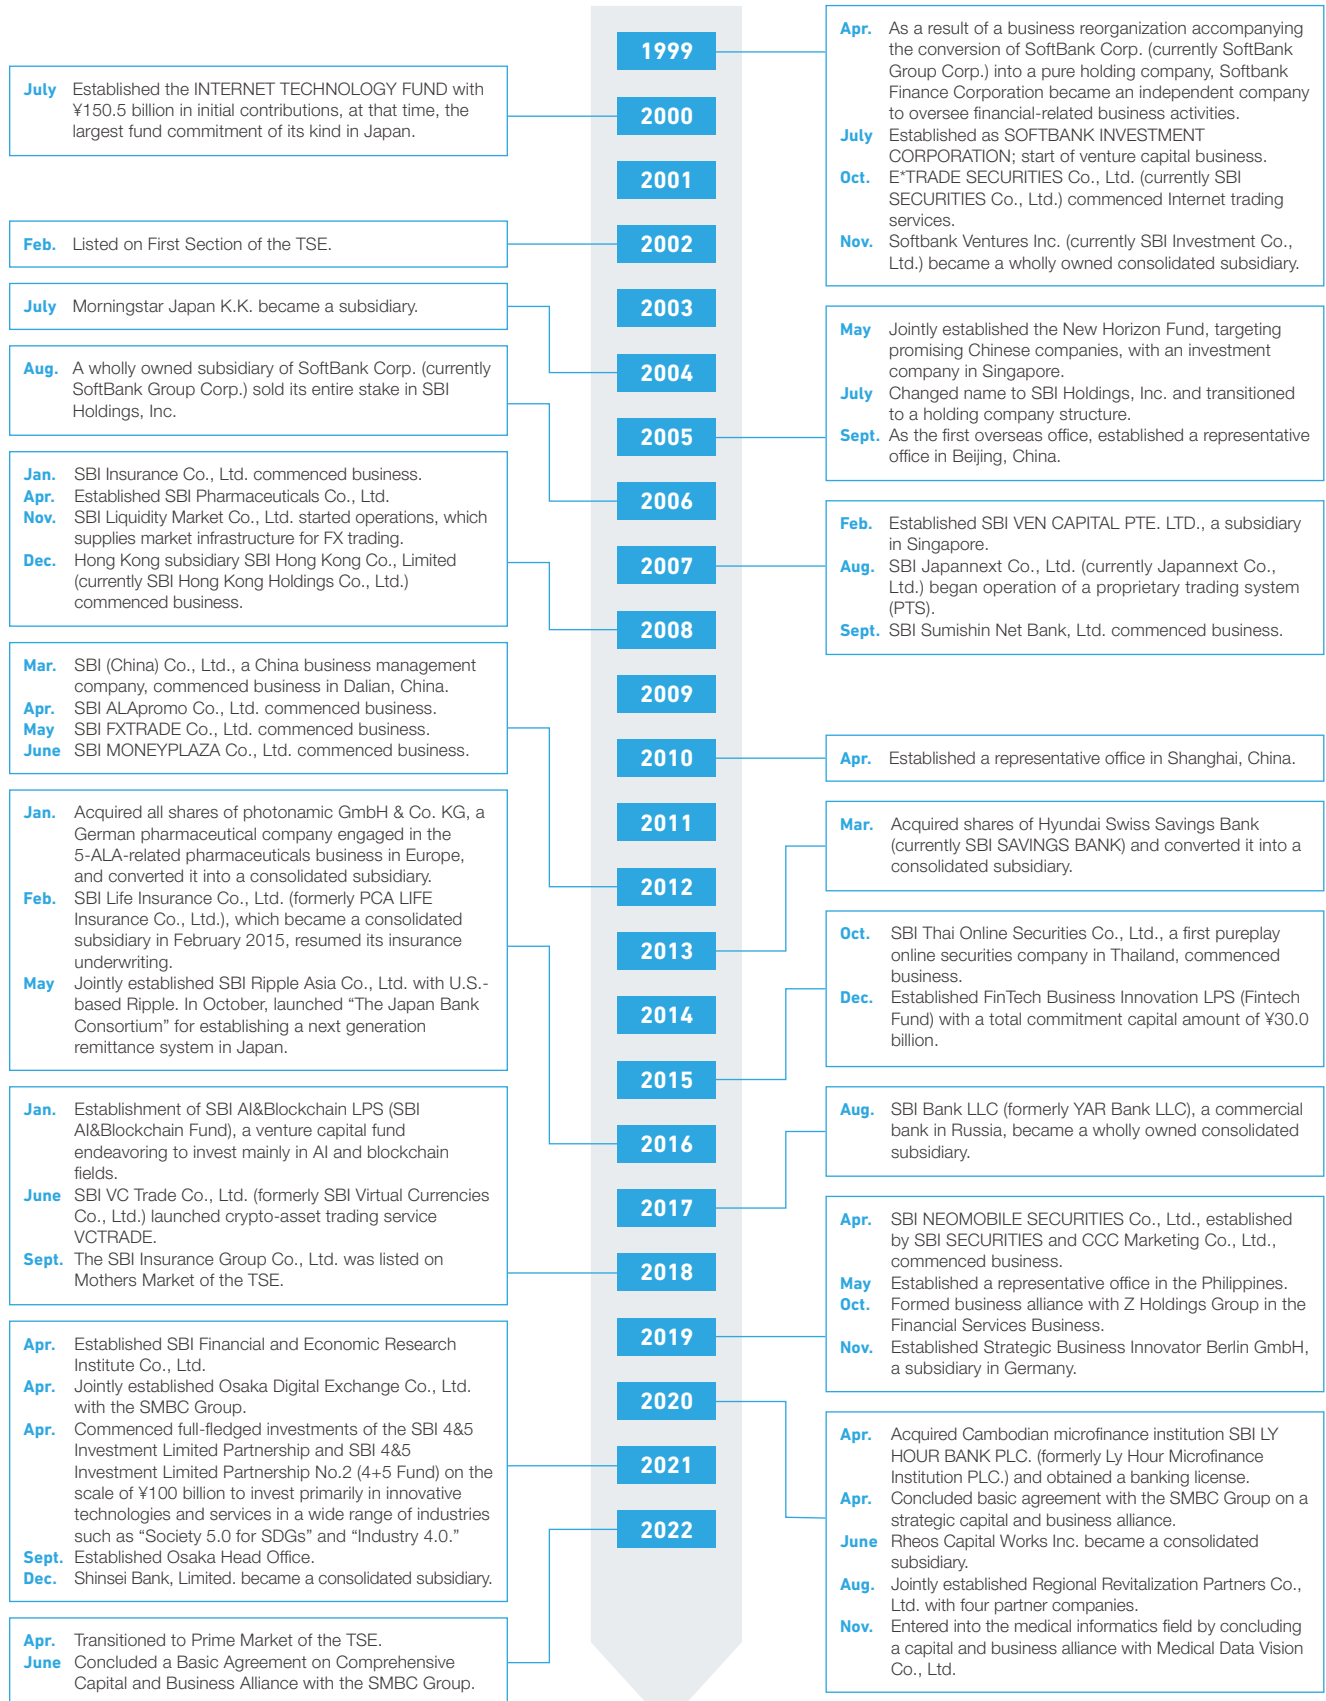 1999
Apr. As a result of a business reorganization accompanying
the conversion of SoftBank Corp. (currently SoftBank
Group Corp.) into a pure holding company, Softbank
Finance Corporation became an independent company
to oversee financial-related business activities.
July Established as SOFTBANK INVESTMENT
CORPORATION; start of venture capital business.
Oct. E*TRADE SECURITIES Co., Ltd. (currently SBI
SECURITIES Co., Ltd.) commenced Internet trading
services.
Nov. Softbank Ventures Inc. (currently SBI Investment Co.,
Ltd.) became a wholly owned consolidated subsidiary.
2000
July Established the INTERNET TECHNOLOGY FUND with
¥150.5 billion in initial contributions, at that time, the
largest fund commitment of its kind in Japan.
2001
2002
Feb. Listed on First Section of the TSE.
2003
2004
July Morningstar Japan K.K. became a subsidiary.
2005
May Jointly established the New Horizon Fund, targeting
promising Chinese companies, with an investment
company in Singapore.
July Changed name to SBI Holdings, Inc. and transitioned
to a holding company structure.
Sept. As the first overseas office, established a representative
office in Beijing, China.
2006
Aug. A wholly owned subsidiary of SoftBank Corp. (currently
SoftBank Group Corp.) sold its entire stake in SBI
Holdings, Inc.
2007
Feb. Established SBI VEN CAPITAL PTE. LTD., a subsidiary
in Singapore.
Aug. SBI Japannext Co., Ltd. (currently Japannext Co.,
Ltd.) began operation of a proprietary trading system
(PTS).
Sept. SBI Sumishin Net Bank, Ltd. commenced business.
2008
Jan. SBI Insurance Co., Ltd. commenced business.
Apr. Established SBI Pharmaceuticals Co., Ltd.
Nov. SBI Liquidity Market Co., Ltd. started operations, which
supplies market infrastructure for FX trading.
Dec. Hong Kong subsidiary SBI Hong Kong Co., Limited
(currently SBI Hong Kong Holdings Co., Ltd.)
commenced business.
2009
2010
Apr. Established a representative office in Shanghai, China.
2011
2012
Mar. SBI (China) Co., Ltd., a China business management
company, commenced business in Dalian, China.
Apr. SBI ALApromo Co., Ltd. commenced business.
May SBI FXTRADE Co., Ltd. commenced business.
June SBI MONEYPLAZA Co., Ltd. commenced business.
2013
Mar. Acquired shares of Hyundai Swiss Savings Bank
(currently SBI SAVINGS BANK) and converted it into a
consolidated subsidiary.
2014
2015
Oct. SBI Thai Online Securities Co., Ltd., a first pureplay
online securities company in Thailand, commenced
business.
Dec. Established FinTech Business Innovation LPS (Fintech
Fund) with a total commitment capital amount of ¥30.0
billion.
2016
Jan. Acquired all shares of photonamic GmbH & Co. KG, a
German pharmaceutical company engaged in the
5-ALA-related pharmaceuticals business in Europe,
and converted it into a consolidated subsidiary.
Feb. SBI Life Insurance Co., Ltd. (formerly PCA LIFE
Insurance Co., Ltd.), which became a consolidated
subsidiary in February 2015, resumed its insurance
underwriting.
May Jointly established SBI Ripple Asia Co., Ltd. with U.S.-
based Ripple. In October, launched “The Japan Bank
Consortium” for establishing a next generation
remittance system in Japan.
2017
Aug. SBI Bank LLC (formerly YAR Bank LLC), a commercial
bank in Russia, became a wholly owned consolidated
subsidiary.
2018
Jan. Establishment of SBI AI&Blockchain LPS (SBI
AI&Blockchain Fund), a venture capital fund
endeavoring to invest mainly in AI and blockchain
fields.
June SBI VC Trade Co., Ltd. (formerly SBI Virtual Currencies
Co., Ltd.) launched crypto-asset trading service
VCTRADE.
Sept. The SBI Insurance Group Co., Ltd. was listed on
Mothers Market of the TSE.
2019
Apr. SBI NEOMOBILE SECURITIES Co., Ltd., established
by SBI SECURITIES and CCC Marketing Co., Ltd.,
commenced business.
May Established a representative office in the Philippines.
Oct. Formed business alliance with Z Holdings Group in the
Financial Services Business.
Nov. Established Strategic Business Innovator Berlin GmbH,
a subsidiary in Germany.
2020
Apr. Acquired Cambodian microfinance institution SBI LY
HOUR BANK PLC. (formerly Ly Hour Microfinance
Institution PLC.) and obtained a banking license.
Apr. Concluded basic agreement with the SMBC Group on a
strategic capital and business alliance.
June Rheos Capital Works Inc. became a consolidated
subsidiary.
Aug. Jointly established Regional Revitalization Partners Co.,
Ltd. with four partner companies.
Nov. Entered into the medical informatics field by concluding
a capital and business alliance with Medical Data Vision
Co., Ltd.
2021
Apr. Established SBI Financial and Economic Research
Institute Co., Ltd.
Apr. Jointly established Osaka Digital Exchange Co., Ltd.
with the SMBC Group.
Apr. Commenced full-fledged investments of the SBI 4&5
Investment Limited Partnership and SBI 4&5
Investment Limited Partnership No.2 (4+5 Fund) on the
scale of ¥100 billion to invest primarily in innovative
technologies and services in a wide range of industries
such as “Society 5.0 for SDGs” and “Industry 4.0.”
Sept. Established Osaka Head Office.
Dec. Shinsei Bank, Limited. became a consolidated subsidiary.
2022
Apr. Transitioned to Prime Market of the TSE.
June Concluded a Basic Agreement on Comprehensive
Capital and Business Alliance with the SMBC Group.